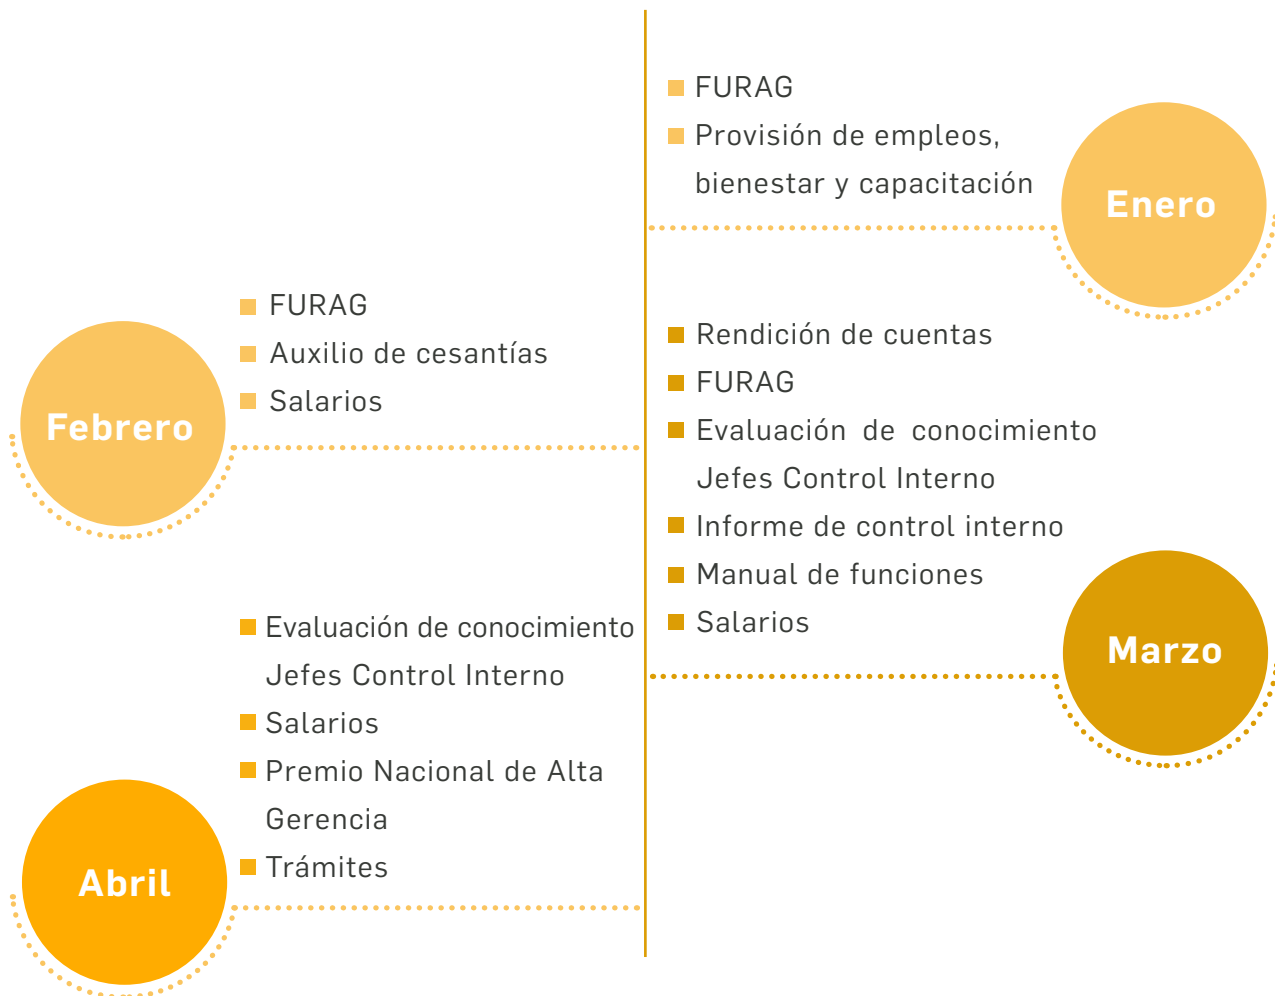 FURAG
Provisión de empleos,
bienestar y capacitación
Enero
FURAG
Auxilio de cesantías
Salarios
Febrero
Rendición de cuentas
FURAG
Evaluación de conocimiento
Jefes Control Interno
Informe de control interno
Manual de funciones
Salarios
Marzo
Evaluación de conocimiento
Jefes Control Interno
Salarios
Premio Nacional de Alta
Gerencia
Trámites
Abril